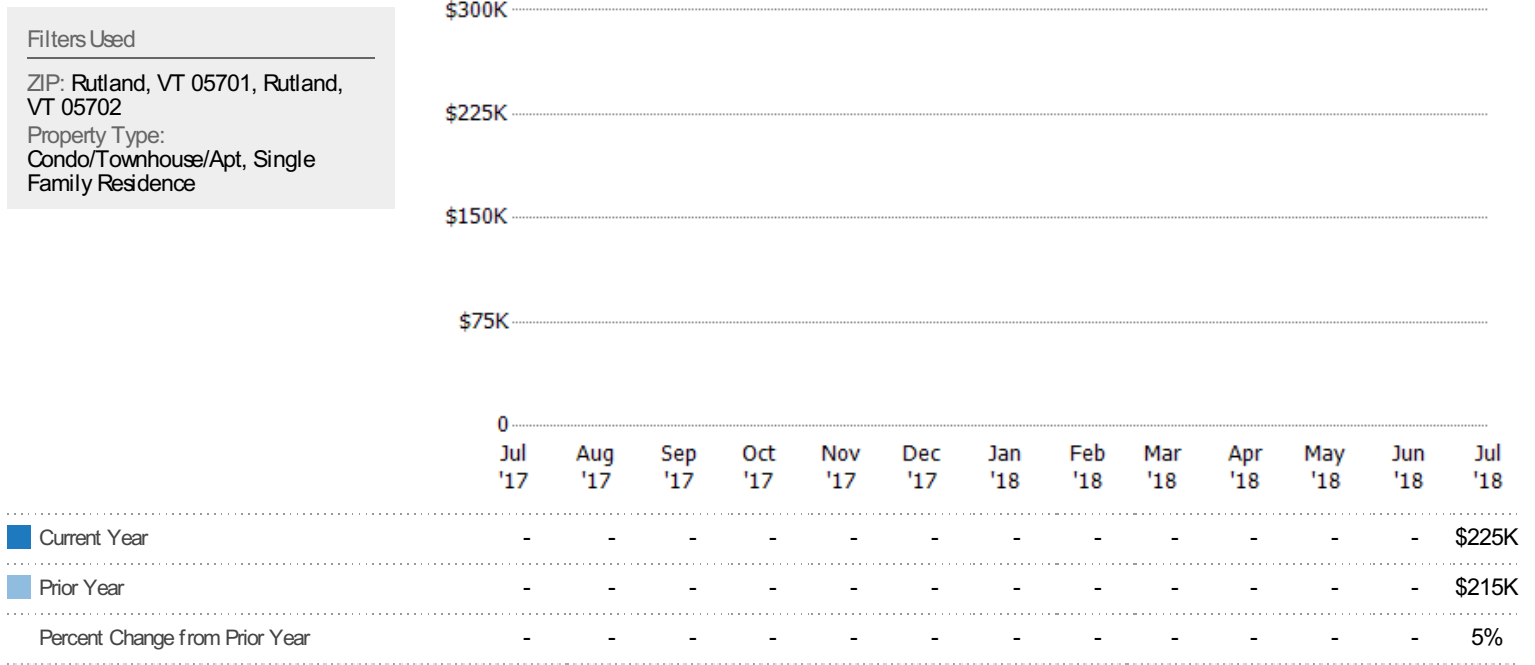 Filters Used
ZIP: Rutland, VT 05701, Rutland,
VT 05702
Property Type:
Condo/Townhouse/Apt, Single
Family Residence
$300K
$225K
$150K
$75K
0
Jul Aug Sep Oct Nov Dec Jan Feb Mar Apr May Jun Jul
'17 '17 '17 '17 '17 '17 '18 '18 '18 '18 '18 '18 '18
Current Year - - - - - - - - - - - - $225K
Prior Year - - - - - - - - - - - - $215K
Percent Change from Prior Year - - - - - - - - - - - - 5%